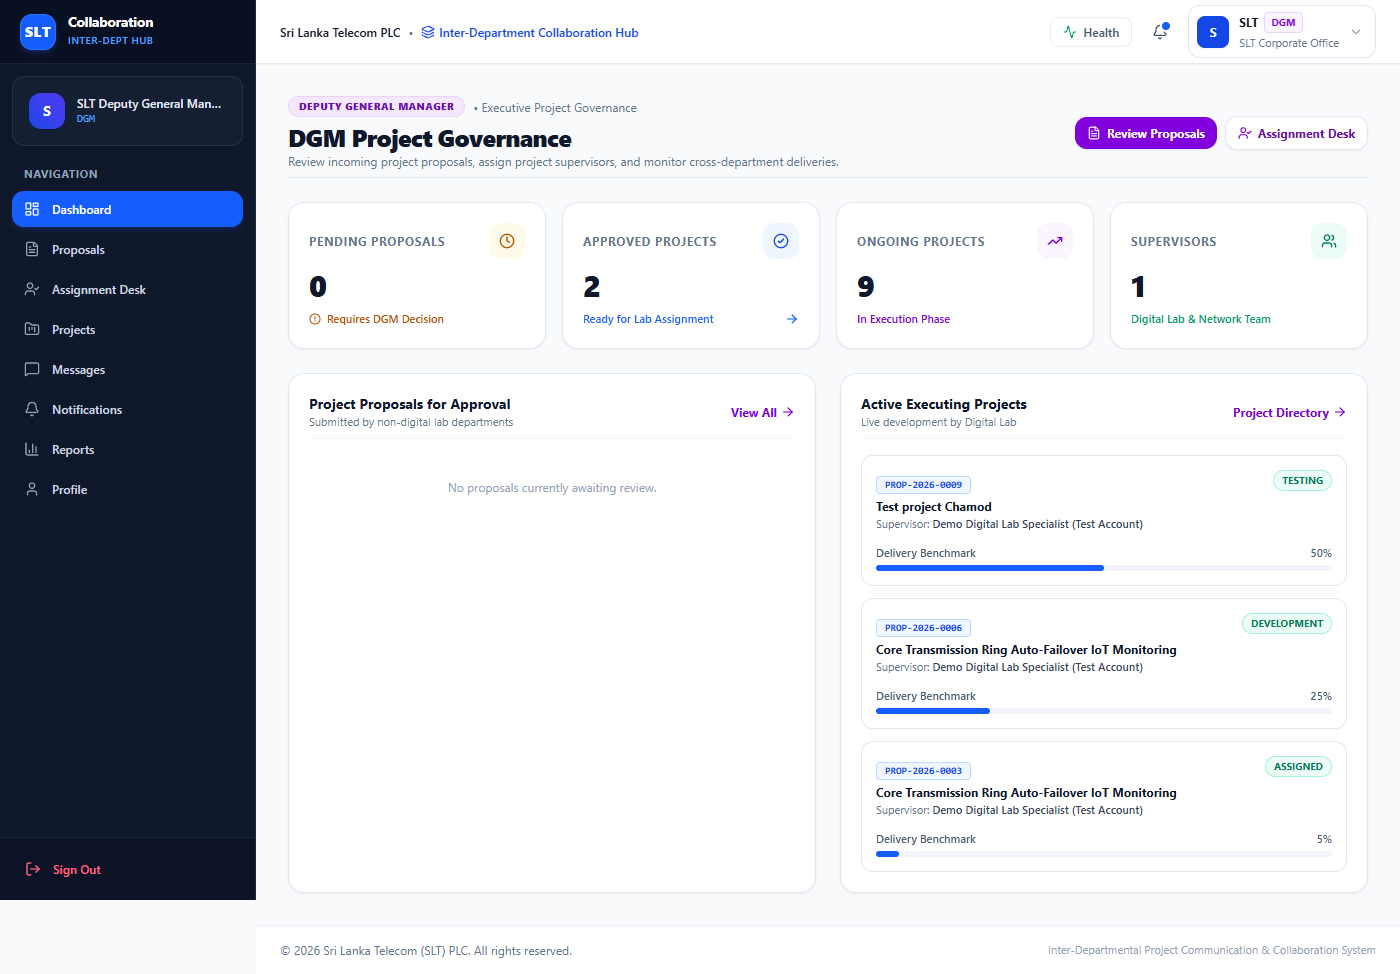 SLT
Collaboration
INTER-DEPT HUB
S
SLT Deputy General Man...
DGM
NAVIGATION
Dashboard
Proposals
Assignment Desk
Projects
Messages
Notifications
Reports
Profile
Sign Out
Sri Lanka Telecom PLC • Inter-Department Collaboration Hub
Health
S
SLT DGM
SLT Corporate Office
DEPUTY GENERAL MANAGER • Executive Project Governance
DGM Project Governance
Review incoming project proposals, assign project supervisors, and monitor cross-department deliveries.
Review Proposals
Assignment Desk
PENDING PROPOSALS
0
Requires DGM Decision
APPROVED PROJECTS
2
Ready for Lab Assignment
ONGOING PROJECTS
9
In Execution Phase
SUPERVISORS
1
Digital Lab & Network Team
Project Proposals for Approval
Submitted by non-digital lab departments
View All
No proposals currently awaiting review.
Active Executing Projects
Live development by Digital Lab
Project Directory
PROP-2026-0009
TESTING
Test project Chamod
Supervisor: Demo Digital Lab Specialist (Test Account)
Delivery Benchmark 50%
PROP-2026-0006
DEVELOPMENT
Core Transmission Ring Auto-Failover IoT Monitoring
Supervisor: Demo Digital Lab Specialist (Test Account)
Delivery Benchmark 25%
PROP-2026-0003
ASSIGNED
Core Transmission Ring Auto-Failover IoT Monitoring
Supervisor: Demo Digital Lab Specialist (Test Account)
Delivery Benchmark 5%
© 2026 Sri Lanka Telecom (SLT) PLC. All rights reserved.
Inter-Departmental Project Communication & Collaboration System